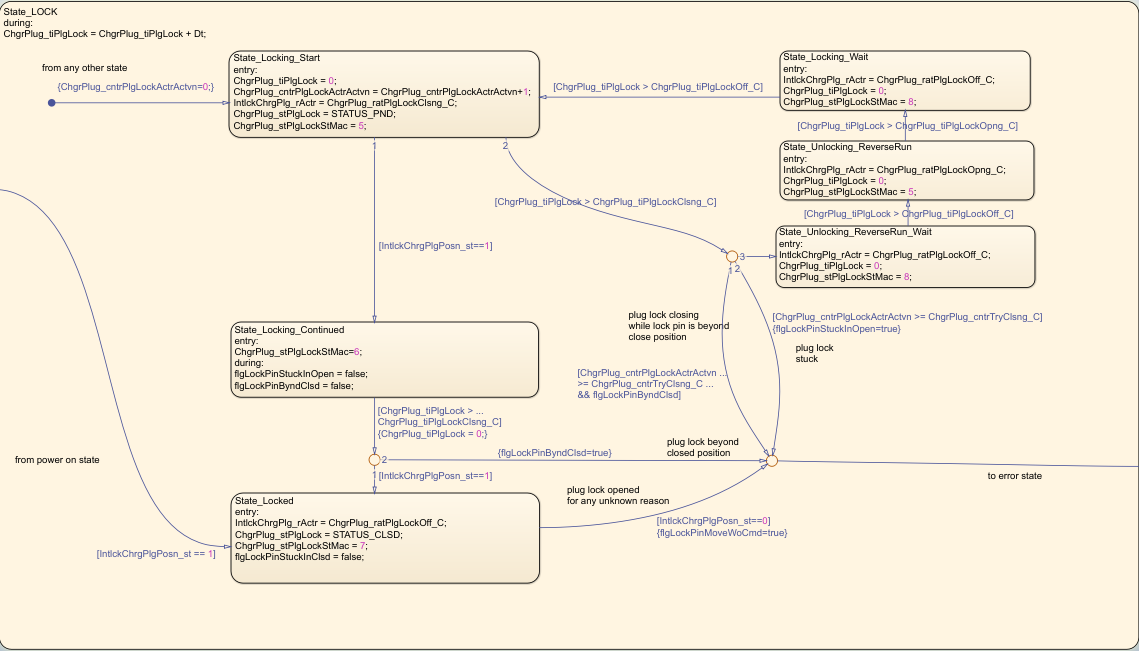 State_LOCK
during:
ChgrPlug_tiPlgLock = ChgrPlug_tiPlgLock + Dt;
from any other state
{ChgrPlug_cntrPlgLockActrActvn=0;}
State_Locking_Start
entry:
ChgrPlug_tiPlgLock = 0;
ChgrPlug_cntrPlgLockActrActvn = ChgrPlug_cntrPlgLockActrActvn+1;
IntlckChrgPlg_rActr = ChgrPlug_ratPlgLockClsng_C;
ChgrPlug_stPlgLock = STATUS_PND;
ChgrPlug_stPlgLockStMac = 5;
[ChgrPlug_tiPlgLock > ChgrPlug_tiPlgLockOff_C]
State_Locking_Wait
entry:
IntlckChrgPlg_rActr = ChgrPlug_ratPlgLockOff_C;
ChgrPlug_tiPlgLock = 0;
ChgrPlug_stPlgLockStMac = 8;
[ChgrPlug_tiPlgLock > ChgrPlug_tiPlgLockOpng_C]
State_Unlocking_ReverseRun
entry:
IntlckChrgPlg_rActr = ChgrPlug_ratPlgLockOpng_C;
ChgrPlug_tiPlgLock = 0;
ChgrPlug_stPlgLockStMac = 5;
[ChgrPlug_tiPlgLock > ChgrPlug_tiPlgLockOff_C]
State_Unlocking_ReverseRun_Wait
entry:
IntlckChrgPlg_rActr = ChgrPlug_ratPlgLockOff_C;
ChgrPlug_tiPlgLock = 0;
ChgrPlug_stPlgLockStMac = 8;
1
2
[ChgrPlug_tiPlgLock > ChgrPlug_tiPlgLockClsng_C]
[IntlckChrgPlgPosn_st==1]
3
1
2
plug lock closing
while lock pin is beyond
close position
[ChgrPlug_cntrPlgLockActrActvn >= ChgrPlug_cntrTryClsng_C]
{flgLockPinStuckInOpen=true}
plug lock
stuck
[ChgrPlug_cntrPlgLockActrActvn ...
>= ChgrPlug_cntrTryClsng_C ...
&& flgLockPinByndClsd]
State_Locking_Continued
entry:
ChgrPlug_stPlgLockStMac=6;
during:
flgLockPinStuckInOpen = false;
flgLockPinByndClsd = false;
[ChgrPlug_tiPlgLock > ...
ChgrPlug_tiPlgLockClsng_C]
{ChgrPlug_tiPlgLock = 0;}
2
{flgLockPinByndClsd=true}
plug lock beyond
closed position
from power on state
1
[IntlckChrgPlgPosn_st==1]
to error state
State_Locked
entry:
IntlckChrgPlg_rActr = ChgrPlug_ratPlgLockOff_C;
ChgrPlug_stPlgLock = STATUS_CLSD;
ChgrPlug_stPlgLockStMac = 7;
flgLockPinStuckInClsd = false;
plug lock opened
for any unknown reason
[IntlckChrgPlgPosn_st==0]
{flgLockPinMoveWoCmd=true}
[IntlckChrgPlgPosn_st == 1]